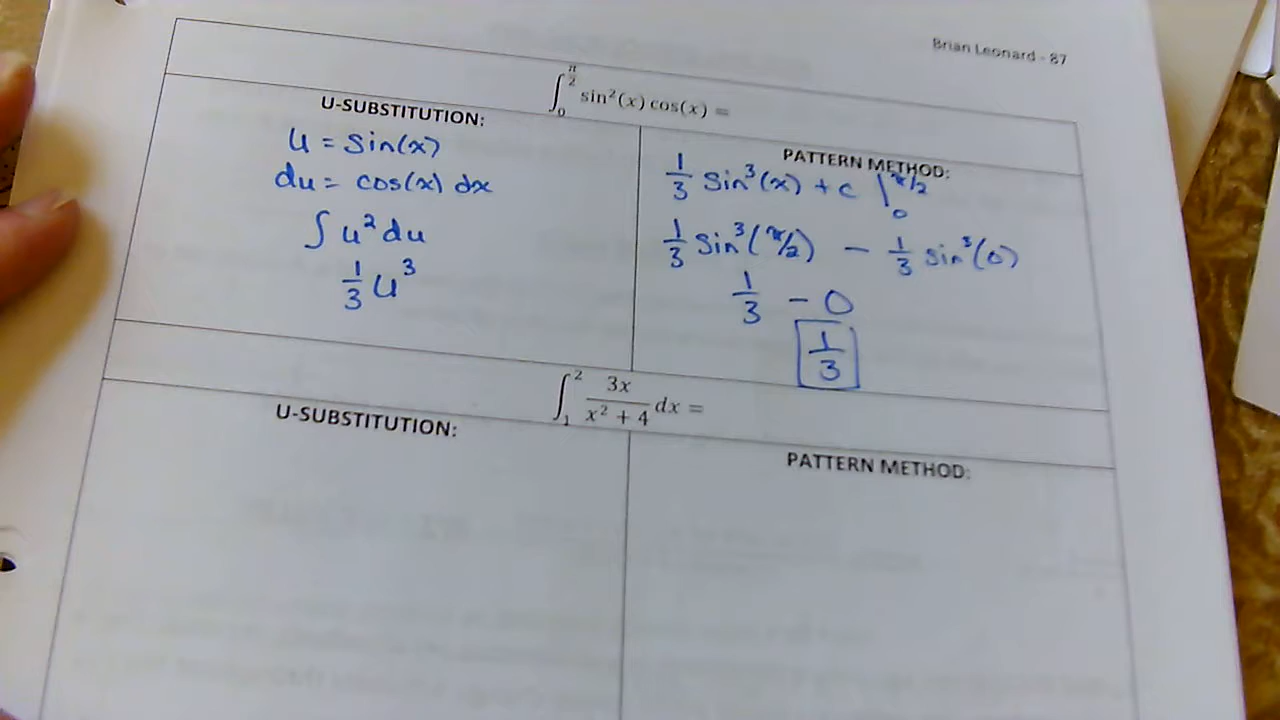 Brian Leonard - 87
∫₀^{π/2} sin²(x) cos(x) =
U-SUBSTITUTION:
u = sin(x)
du = cos(x) dx
∫ u² du
1/3 u³
PATTERN METHOD:
1/3 sin³(x) + c |₀^{π/2}
1/3 sin³(π/2) − 1/3 sin³(0)
1/3 − 0
1/3
∫₁² 3x/(x² + 4) dx =
U-SUBSTITUTION:
PATTERN METHOD: